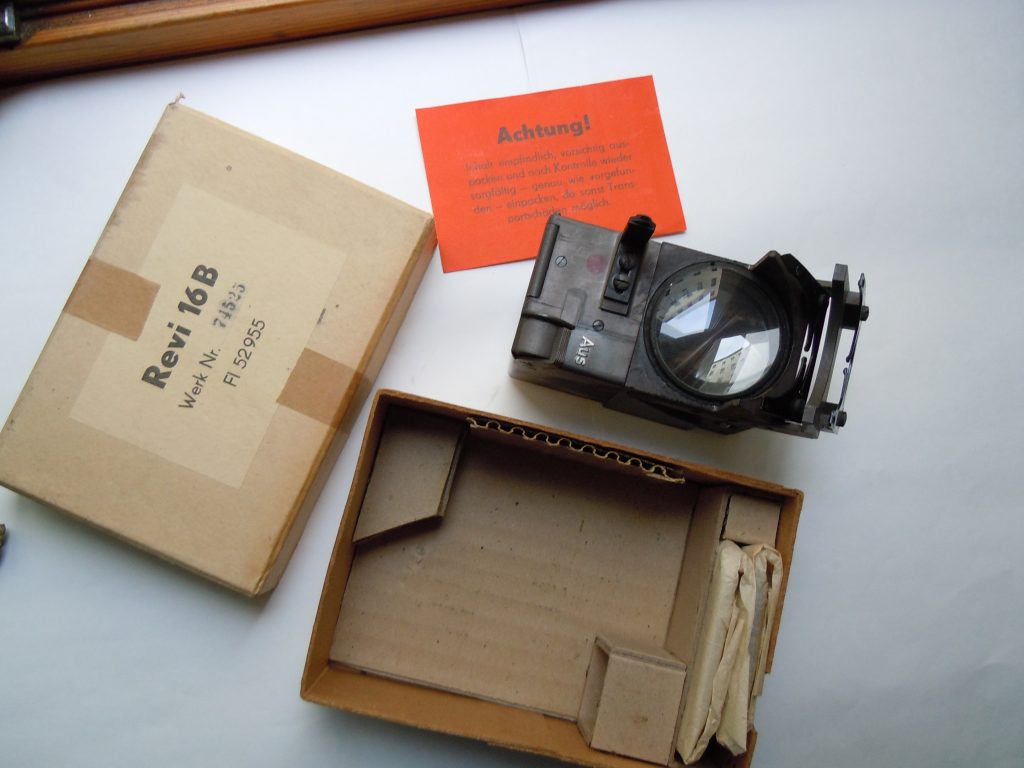 Achtung!
Inhalt empfindlich, vorsichtig aus-
packen und nach Kontrolle wieder
sorgfältig – genau wie vorgefun-
den – einpacken, da sonst Trans-
portschäden möglich.
Revi 16 B
Werk Nr.
Fl 52955
Aus